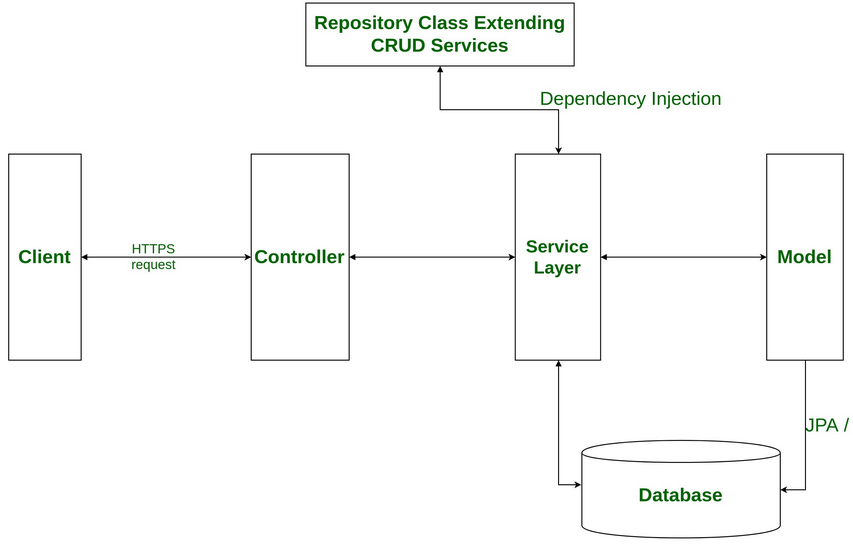 Repository Class Extending
CRUD Services
Dependency Injection
Client
HTTPS
request
Controller
Service
Layer
Model
JPA /
Database